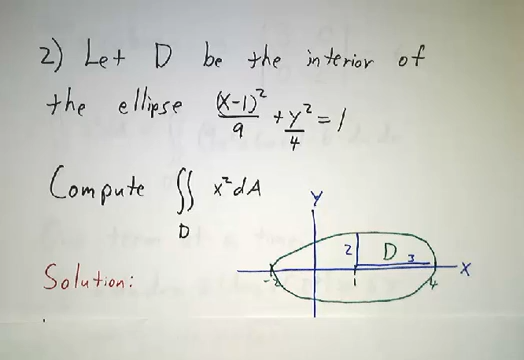 2) Let D be the interior of
the ellipse (x-1)²/9 + y²/4 = 1
Compute ∬_D x² dA
Solution:
Y
2 D 3
-2 1 4 X